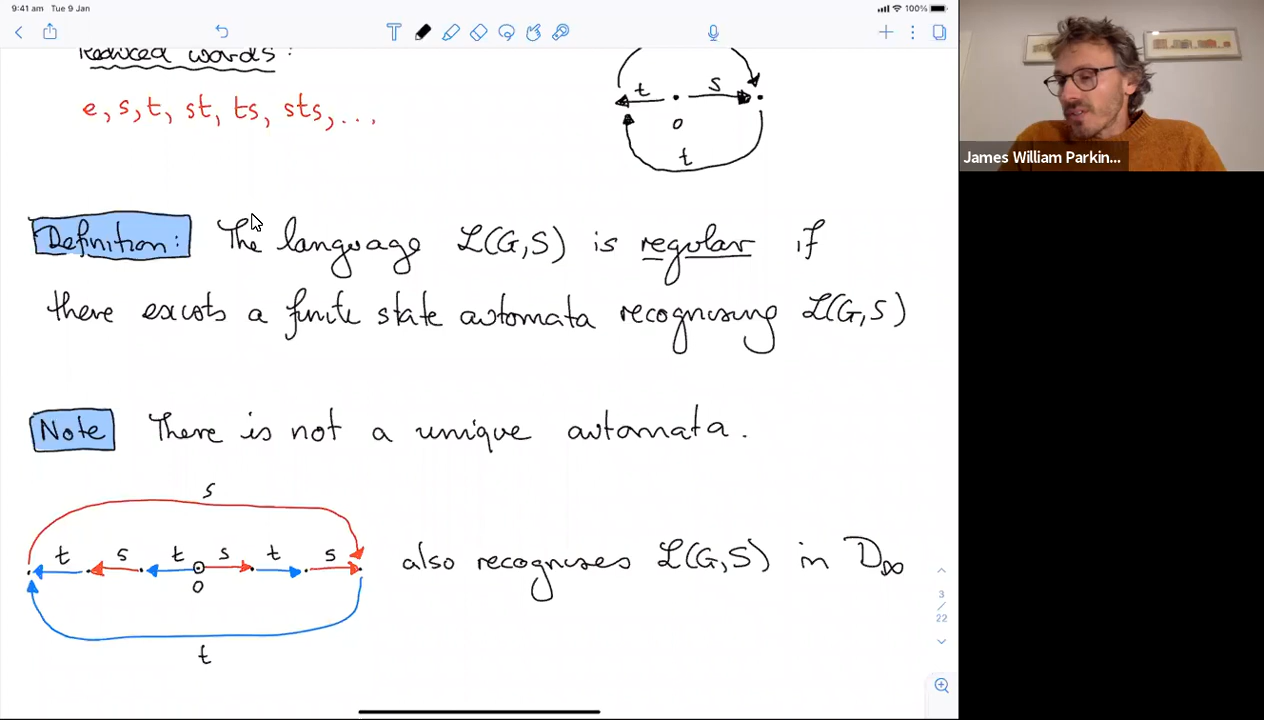 9:41 am Tue 9 Jan
100%
Reduced words:
e, s, t, st, ts, sts, ...
t s
o
t
James William Parkin...
Definition: The language L(G,S) is regular if
there exists a finite state automata recognising L(G,S)
Note There is not a unique automata.
s
t s t s t s
o
also recognises L(G,S) in D∞
t
3
/
22